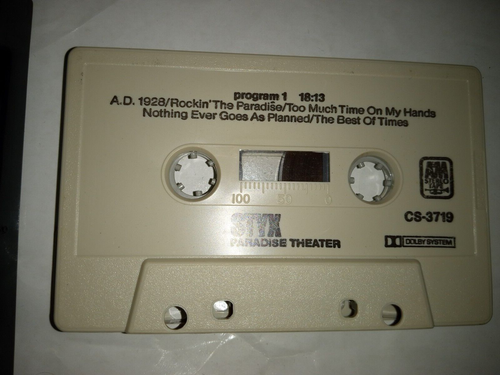 program 1 18:13
A.D. 1928/Rockin' The Paradise/Too Much Time On My Hands
Nothing Ever Goes As Planned/The Best Of Times
100 50 0
STYX
PARADISE THEATER
A&M
CS-3719
DOLBY SYSTEM